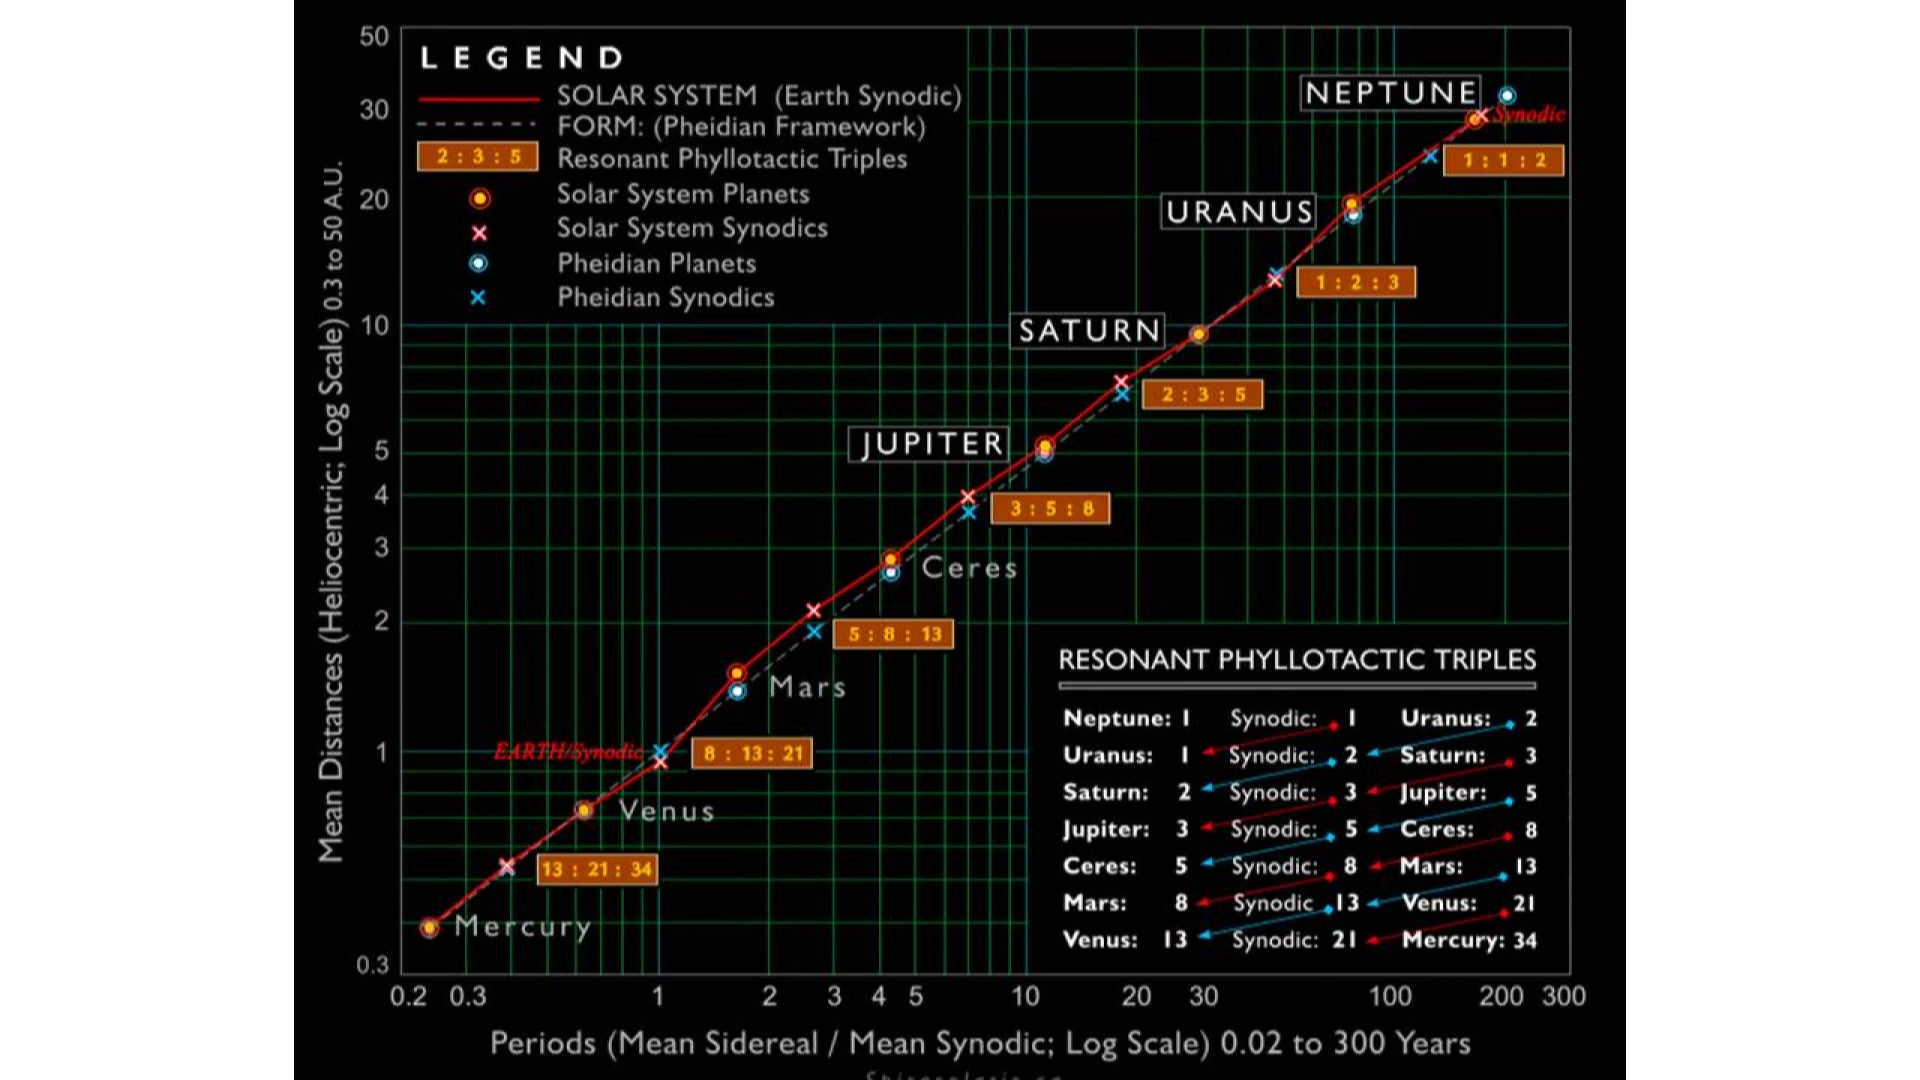 50
30
20
10
5
4
3
2
1
0.3
Mean Distances (Heliocentric; Log Scale) 0.3 to 50 A.U.
LEGEND
SOLAR SYSTEM (Earth Synodic)
FORM: (Pheidian Framework)
2 : 3 : 5 Resonant Phyllotactic Triples
Solar System Planets
Solar System Synodics
Pheidian Planets
Pheidian Synodics
NEPTUNE
Synodic
1 : 1 : 2
URANUS
1 : 2 : 3
SATURN
2 : 3 : 5
JUPITER
3 : 5 : 8
Ceres
5 : 8 : 13
Mars
EARTH/Synodic
8 : 13 : 21
Venus
13 : 21 : 34
Mercury
RESONANT PHYLLOTACTIC TRIPLES
Neptune: 1 Synodic: 1 Uranus: 2
Uranus: 1 Synodic: 2 Saturn: 3
Saturn: 2 Synodic: 3 Jupiter: 5
Jupiter: 3 Synodic: 5 Ceres: 8
Ceres: 5 Synodic: 8 Mars: 13
Mars: 8 Synodic 13 Venus: 21
Venus: 13 Synodic: 21 Mercury: 34
0.2 0.3 1 2 3 4 5 10 20 30 100 200 300
Periods (Mean Sidereal / Mean Synodic; Log Scale) 0.02 to 300 Years